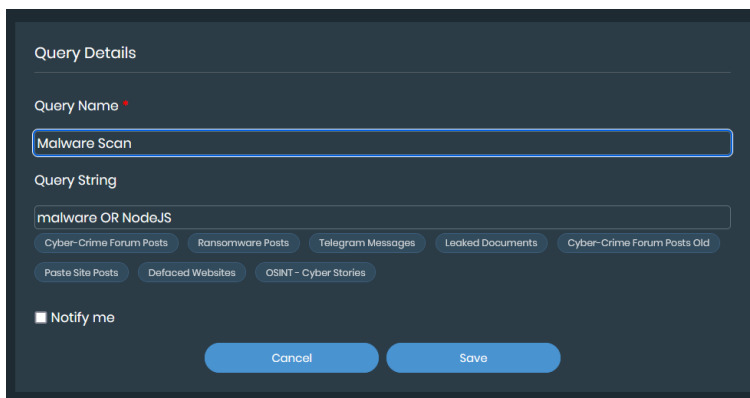 Query Details
Query Name *
Malware Scan
Query String
malware OR NodeJS
Cyber-Crime Forum Posts Ransomware Posts Telegram Messages Leaked Documents Cyber-Crime Forum Posts Old
Paste Site Posts Defaced Websites OSINT - Cyber Stories
Notify me
Cancel Save